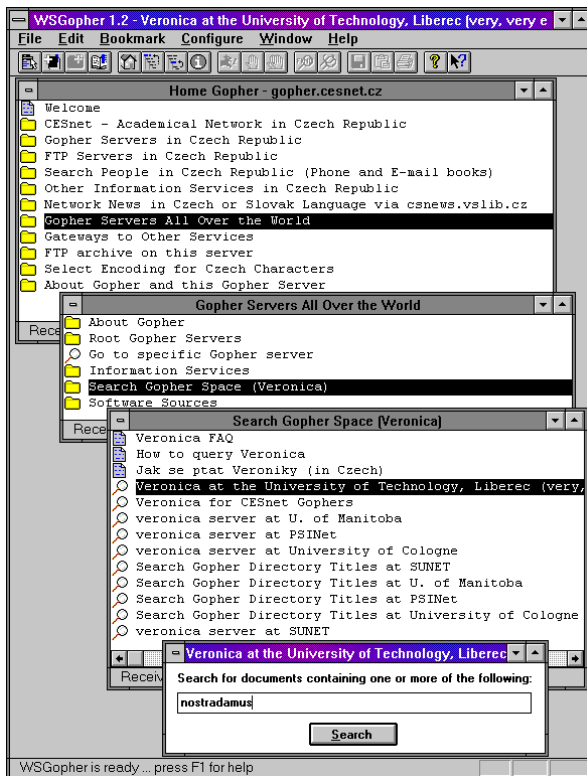 WSGopher 1.2 - Veronica at the University of Technology, Liberec (very, very e
File Edit Bookmark Configure Window Help
Home Gopher - gopher.cesnet.cz
Welcome
CESnet - Academical Network in Czech Republic
Gopher Servers in Czech Republic
FTP Servers in Czech Republic
Search People in Czech Republic (Phone and E-mail books)
Other Information Services in Czech Republic
Network News in Czech or Slovak Language via csnews.vslib.cz
Gopher Servers All Over the World
Gateways to Other Services
FTP archive on this server
Select Encoding for Czech Characters
About Gopher and this Gopher Server
Rece
Gopher Servers All Over the World
About Gopher
Root Gopher Servers
Go to specific Gopher server
Information Services
Search Gopher Space (Veronica)
Software Sources
Rece
Search Gopher Space (Veronica)
Veronica FAQ
How to query Veronica
Jak se ptat Veroniky (in Czech)
Veronica at the University of Technology, Liberec (very,
Veronica for CESnet Gophers
veronica server at U. of Manitoba
veronica server at PSINet
veronica server at University of Cologne
Search Gopher Directory Titles at SUNET
Search Gopher Directory Titles at U. of Manitoba
Search Gopher Directory Titles at PSINet
Search Gopher Directory Titles at University of Cologne
veronica server at SUNET
Receiv
Veronica at the University of Technology, Liberec
Search for documents containing one or more of the following:
nostradamus
Search
WSGopher is ready ... press F1 for help